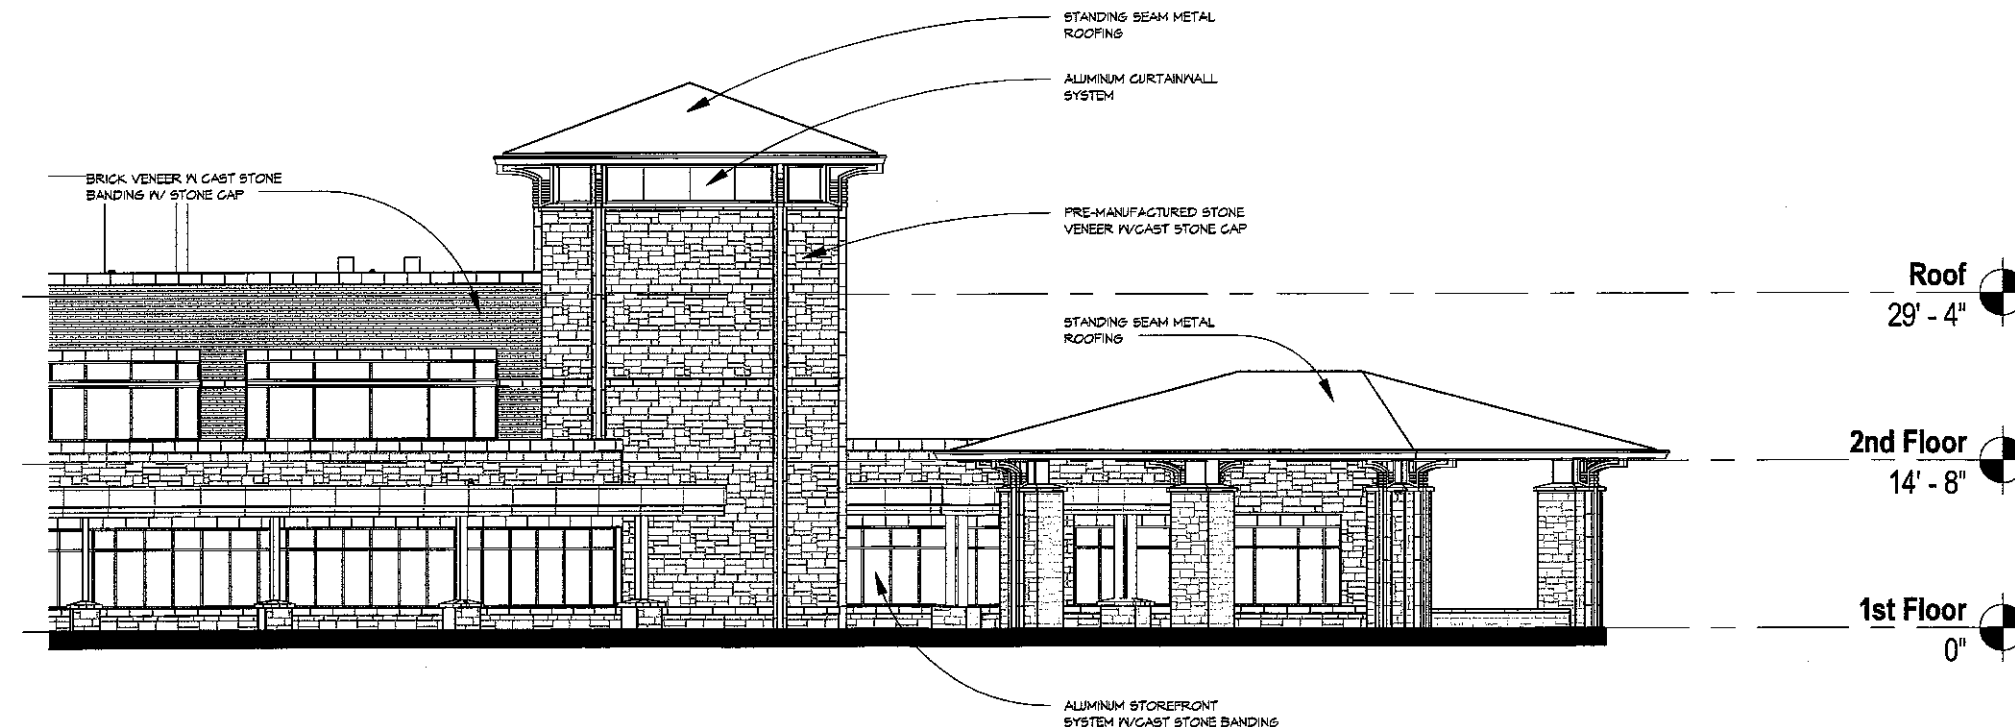 STANDING SEAM METAL
ROOFING
ALUMINUM CURTAINWALL
SYSTEM
BRICK VENEER W CAST STONE
BANDING W/ STONE CAP
PRE-MANUFACTURED STONE
VENEER W/CAST STONE CAP
Roof
29' - 4"
STANDING SEAM METAL
ROOFING
2nd Floor
14' - 8"
1st Floor
0"
ALUMINUM STOREFRONT
SYSTEM W/CAST STONE BANDING